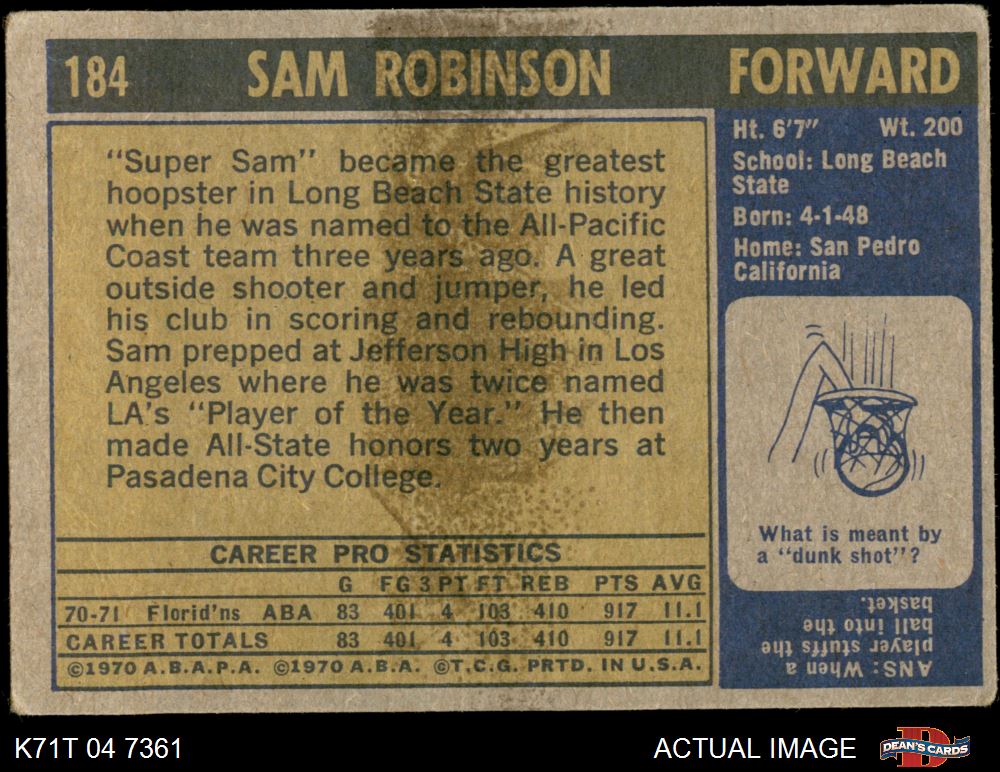 184 SAM ROBINSON FORWARD
"Super Sam" became the greatest
hoopster in Long Beach State history
when he was named to the All-Pacific
Coast team three years ago. A great
outside shooter and jumper, he led
his club in scoring and rebounding.
Sam prepped at Jefferson High in Los
Angeles where he was twice named
LA's "Player of the Year." He then
made All-State honors two years at
Pasadena City College.
CAREER PRO STATISTICS
G FG 3PT FT REB PTS AVG
70-71 Florid'ns ABA 83 401 4 103 410 917 11.1
CAREER TOTALS 83 401 4 103 410 917 11.1
©1970 A.B.A.P.A. ©1970 A.B.A. ©T.C.G. PRTD. IN U.S.A.
Ht. 6'7" Wt. 200
School: Long Beach
State
Born: 4-1-48
Home: San Pedro
California
What is meant by
a "dunk shot"?
ANS: When a
player stuffs the
ball into the
basket.
K71T 04 7361
ACTUAL IMAGE
D
DEAN'S CARDS